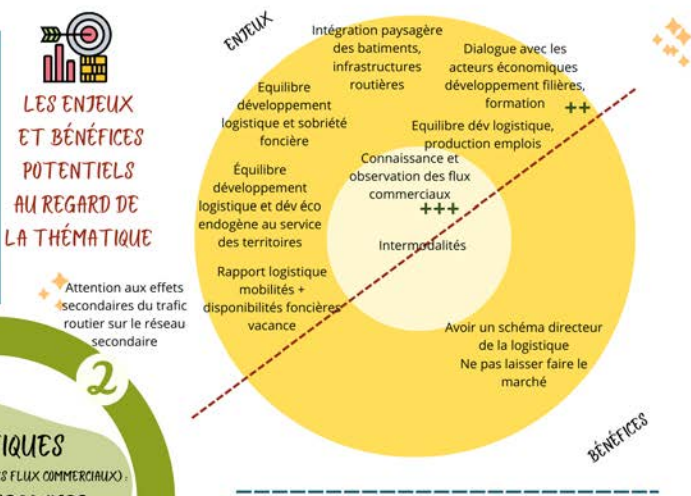 LES ENJEUX
ET BÉNÉFICES
POTENTIELS
AU REGARD DE
LA THÉMATIQUE
Attention aux effets
secondaires du trafic
routier sur le réseau
secondaire
ENJEUX
Intégration paysagère
des batiments,
infrastructures
routières
Dialogue avec les
acteurs économiques
développement filières,
formation ++
Equilibre
développement
logistique et sobriété
foncière
Equilibre dév logistique,
production emplois
Connaissance et
observation des flux
commerciaux
+++
Équilibre
développement
logistique et dév éco
endogène au service
des territoires
Intermodalités
Rapport logistique
mobilités +
disponibilités foncières
vacance
Avoir un schéma directeur
de la logistique
Ne pas laisser faire le
marché
BÉNÉFICES
2
IQUES
S FLUX COMMERCIAUX) :